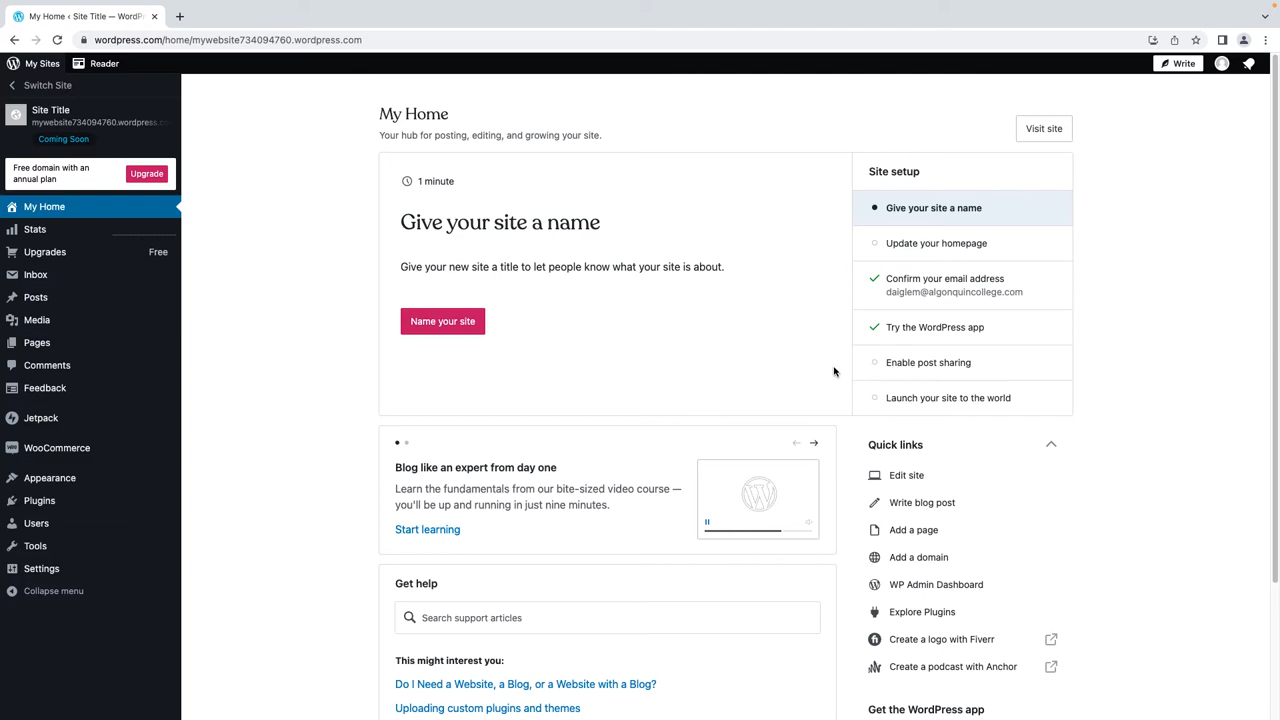 My Home ‹ Site Title — WordPr
wordpress.com/home/mywebsite734094760.wordpress.com
My Sites
Reader
Write
Switch Site
Site Title
mywebsite734094760.wordpress.co
Coming Soon
Free domain with an
annual plan
Upgrade
My Home
Stats
Upgrades
Free
Inbox
Posts
Media
Pages
Comments
Feedback
Jetpack
WooCommerce
Appearance
Plugins
Users
Tools
Settings
Collapse menu
My Home
Your hub for posting, editing, and growing your site.
Visit site
1 minute
Give your site a name
Give your new site a title to let people know what your site is about.
Name your site
Site setup
Give your site a name
Update your homepage
Confirm your email address
daiglem@algonquincollege.com
Try the WordPress app
Enable post sharing
Launch your site to the world
Blog like an expert from day one
Learn the fundamentals from our bite-sized video course —
you'll be up and running in just nine minutes.
Start learning
Get help
Search support articles
This might interest you:
Do I Need a Website, a Blog, or a Website with a Blog?
Uploading custom plugins and themes
Quick links
Edit site
Write blog post
Add a page
Add a domain
WP Admin Dashboard
Explore Plugins
Create a logo with Fiverr
Create a podcast with Anchor
Get the WordPress app